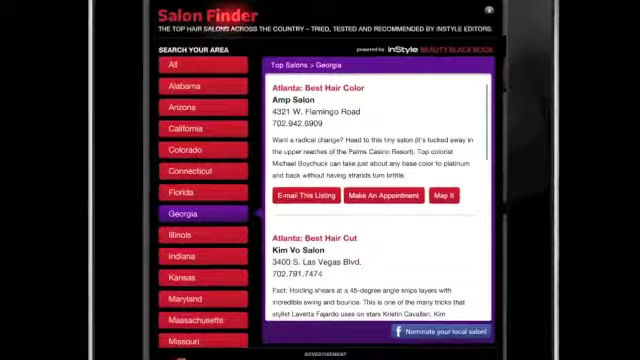 Salon Finder
THE TOP HAIR SALONS ACROSS THE COUNTRY – TRIED, TESTED AND RECOMMENDED BY INSTYLE EDITORS.
SEARCH YOUR AREA
powered by InStyle BEAUTY BLACK BOOK
All
Alabama
Arizona
California
Colorado
Connecticut
Florida
Georgia
Illinois
Indiana
Kansas
Maryland
Massachusetts
Missouri
Top Salons > Georgia
Atlanta: Best Hair Color
Amp Salon
4321 W. Flamingo Road
702.942.6909
Want a radical change? Head to this tiny salon (it's tucked away in
the upper reaches of the Palms Casino Resort). Top colorist
Michael Boychuck can take just about any base color to platinum
and back without having strands turn brittle.
E-mail This Listing Make An Appointment Map It
Atlanta: Best Hair Cut
Kim Vo Salon
3400 S. Las Vegas Blvd.
702.791.7474
Fact: Holding shears at a 45-degree angle snips layers with
incredible swing and bounce. This is one of the many tricks that
stylist Lavetta Fajardo uses on stars Kristin Cavallari, Kim
f Nominate your local salon!
ADVERTISEMENT